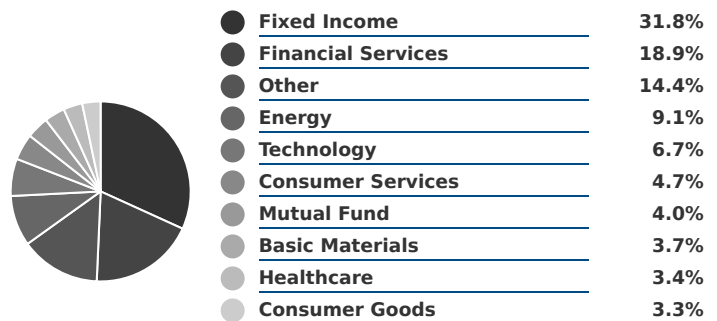 Fixed Income 31.8%
Financial Services 18.9%
Other 14.4%
Energy 9.1%
Technology 6.7%
Consumer Services 4.7%
Mutual Fund 4.0%
Basic Materials 3.7%
Healthcare 3.4%
Consumer Goods 3.3%